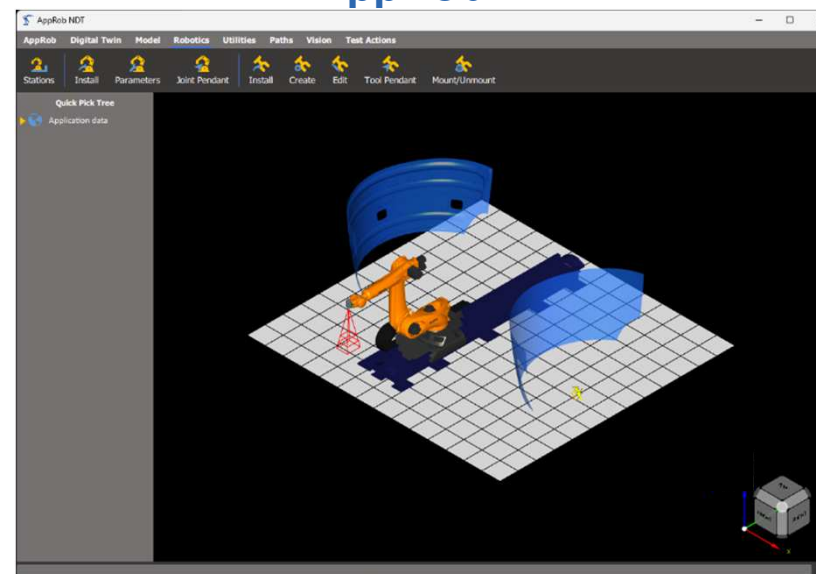 AppRob NDT
AppRob Digital Twin Model Robotics Utilities Paths Vision Test Actions
Stations Install Parameters Joint Pendant Install Create Edit Tool Pendant Mount/Unmount
Quick Pick Tree
Application data
X